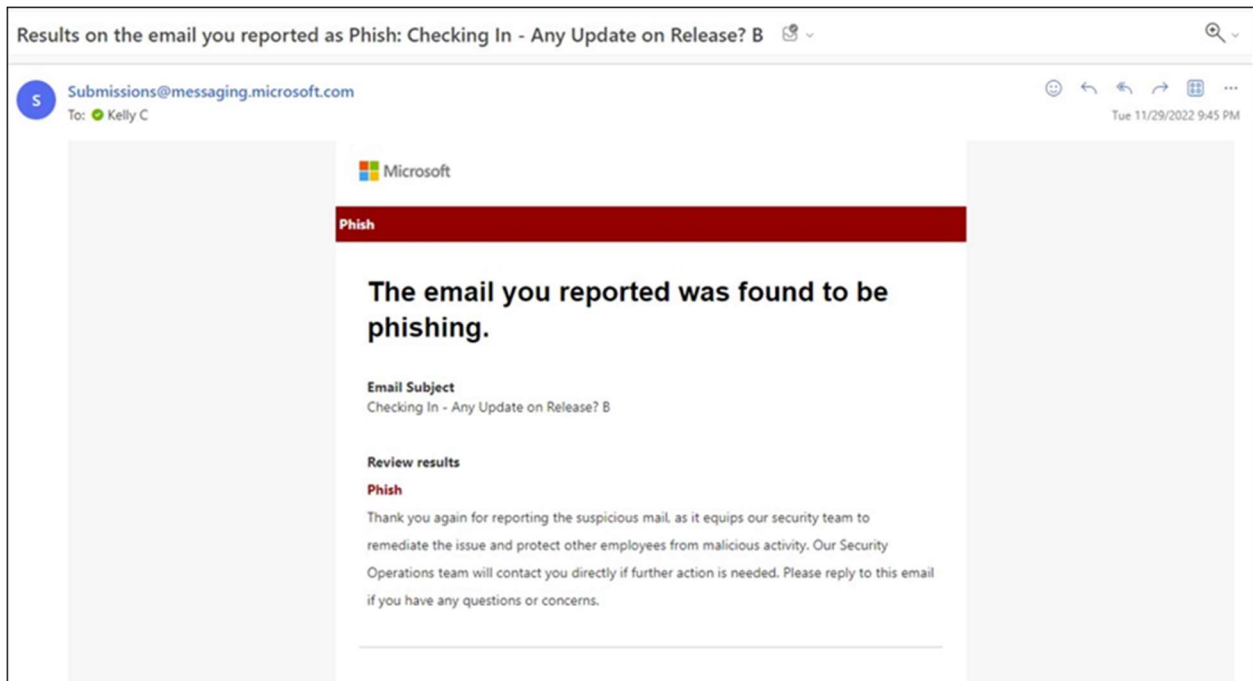 Results on the email you reported as Phish: Checking In - Any Update on Release? B
S
Submissions@messaging.microsoft.com
To: Kelly C
Tue 11/29/2022 9:45 PM
Microsoft
Phish
The email you reported was found to be
phishing.
Email Subject
Checking In - Any Update on Release? B
Review results
Phish
Thank you again for reporting the suspicious mail, as it equips our security team to
remediate the issue and protect other employees from malicious activity. Our Security
Operations team will contact you directly if further action is needed. Please reply to this email
if you have any questions or concerns.